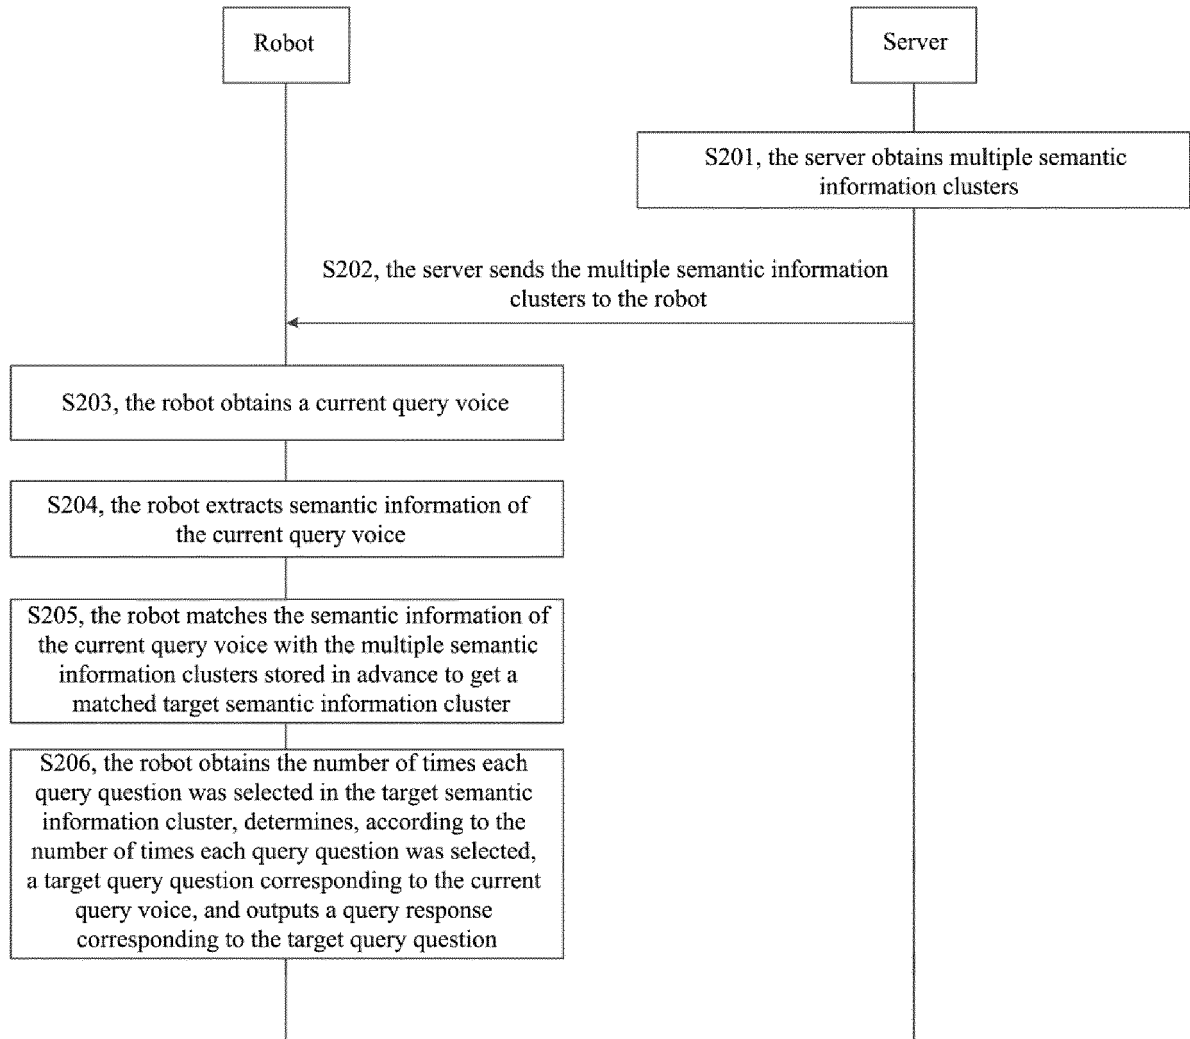 Robot
Server
S201, the server obtains multiple semantic
information clusters
S202, the server sends the multiple semantic information
clusters to the robot
S203, the robot obtains a current query voice
S204, the robot extracts semantic information of
the current query voice
S205, the robot matches the semantic information of
the current query voice with the multiple semantic
information clusters stored in advance to get a
matched target semantic information cluster
S206, the robot obtains the number of times each
query question was selected in the target semantic
information cluster, determines, according to the
number of times each query question was selected,
a target query question corresponding to the current
query voice, and outputs a query response
corresponding to the target query question